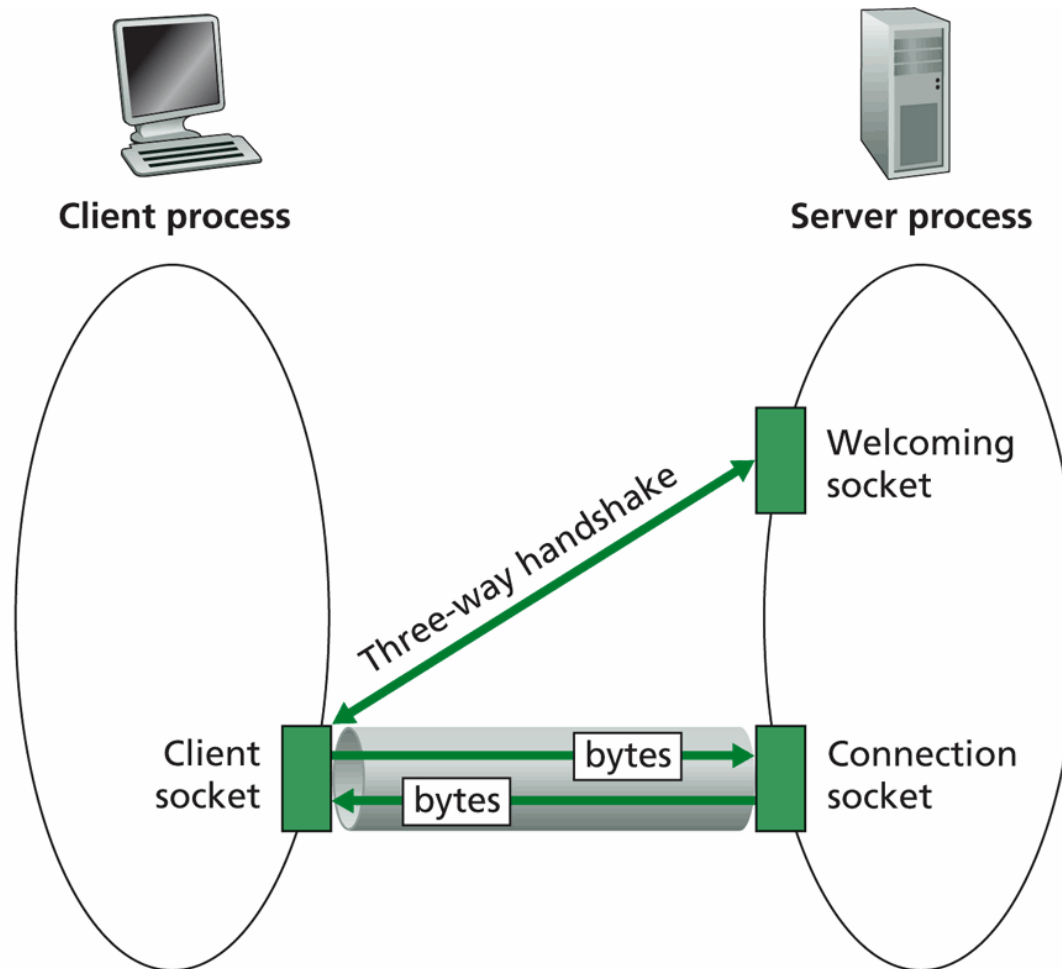 Client process
Server process
Welcoming
socket
Three-way handshake
Client
socket
bytes
bytes
Connection
socket